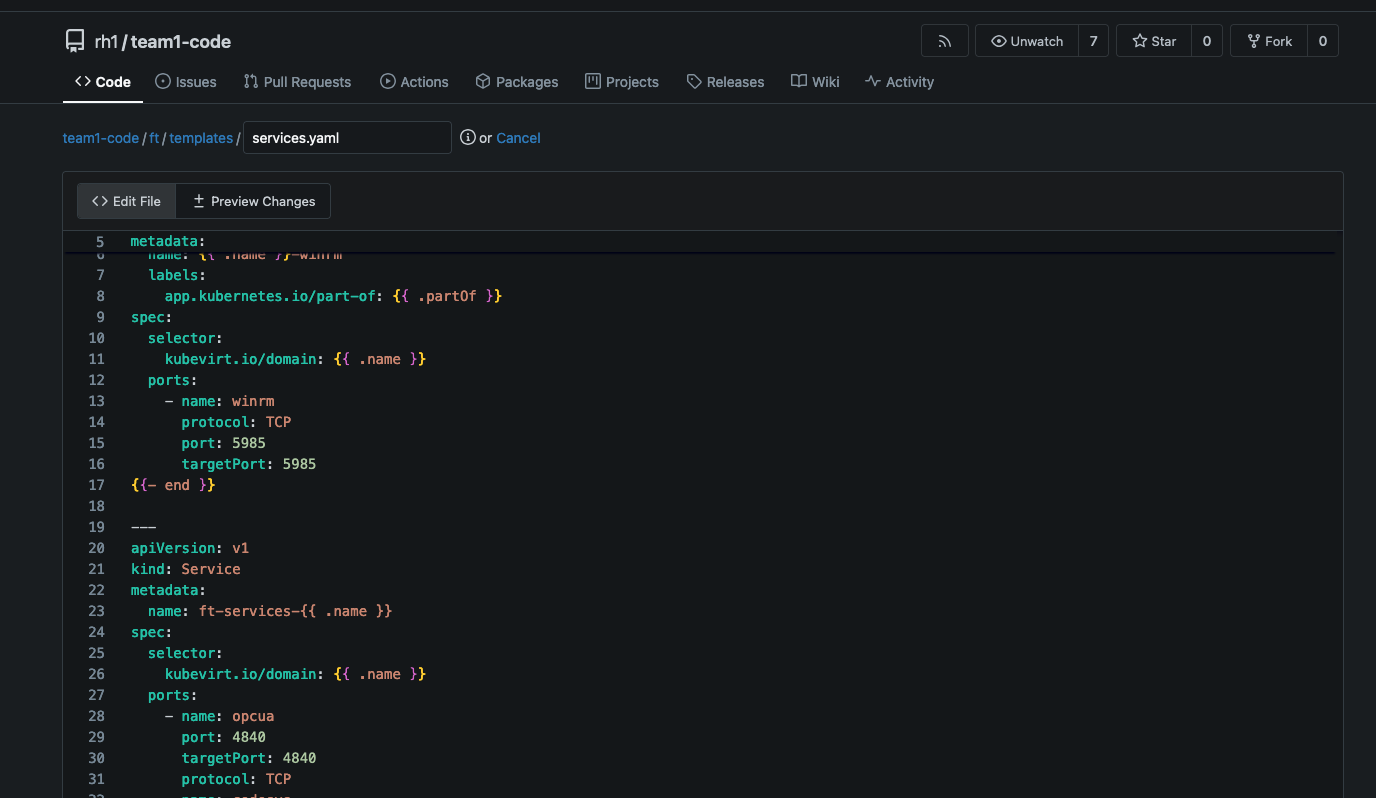 rh1/team1-code
Unwatch 7 Star 0 Fork 0
Code Issues Pull Requests Actions Packages Projects Releases Wiki Activity
team1-code/ft/templates/ services.yaml or Cancel
Edit File Preview Changes
5 metadata:
6 name: {{ .name }}-winrm
7 labels:
8 app.kubernetes.io/part-of: {{ .partOf }}
9 spec:
10 selector:
11 kubevirt.io/domain: {{ .name }}
12 ports:
13 - name: winrm
14 protocol: TCP
15 port: 5985
16 targetPort: 5985
17 {{- end }}
18
19 ---
20 apiVersion: v1
21 kind: Service
22 metadata:
23 name: ft-services-{{ .name }}
24 spec:
25 selector:
26 kubevirt.io/domain: {{ .name }}
27 ports:
28 - name: opcua
29 port: 4840
30 targetPort: 4840
31 protocol: TCP